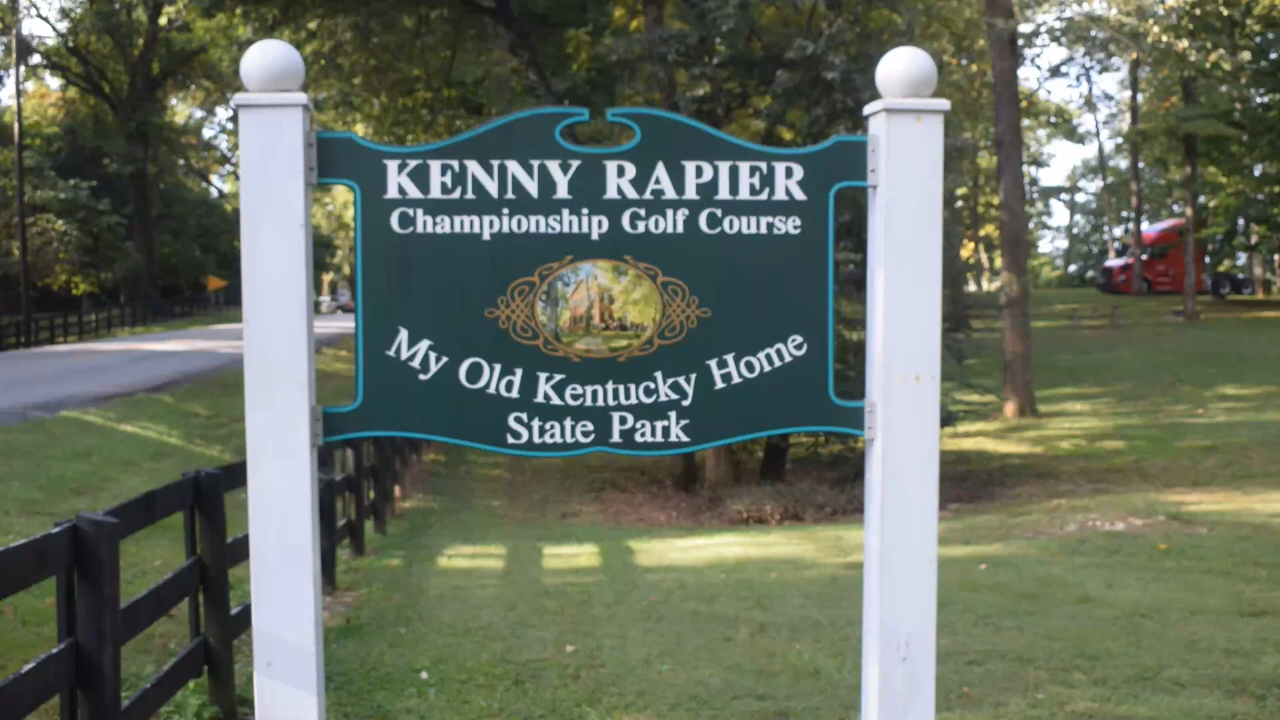 KENNY RAPIER
Championship Golf Course
My Old Kentucky Home
State Park